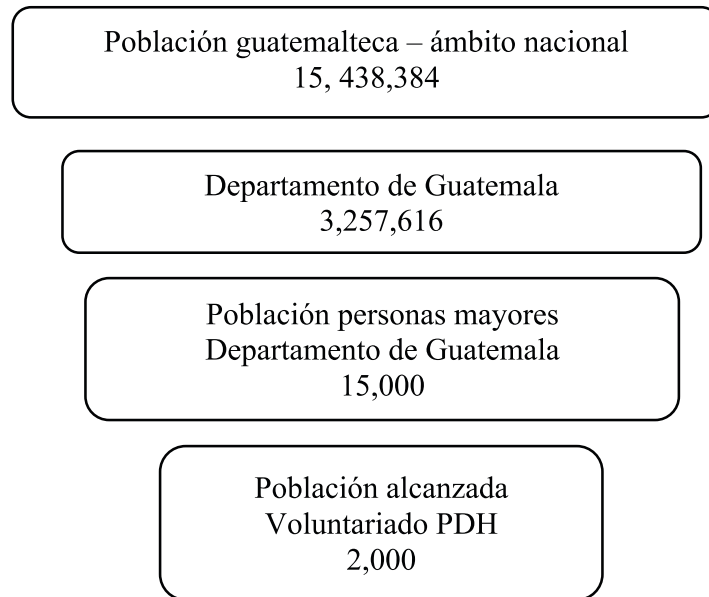 Población guatemalteca – ámbito nacional
15, 438,384
Departamento de Guatemala
3,257,616
Población personas mayores
Departamento de Guatemala
15,000
Población alcanzada
Voluntariado PDH
2,000